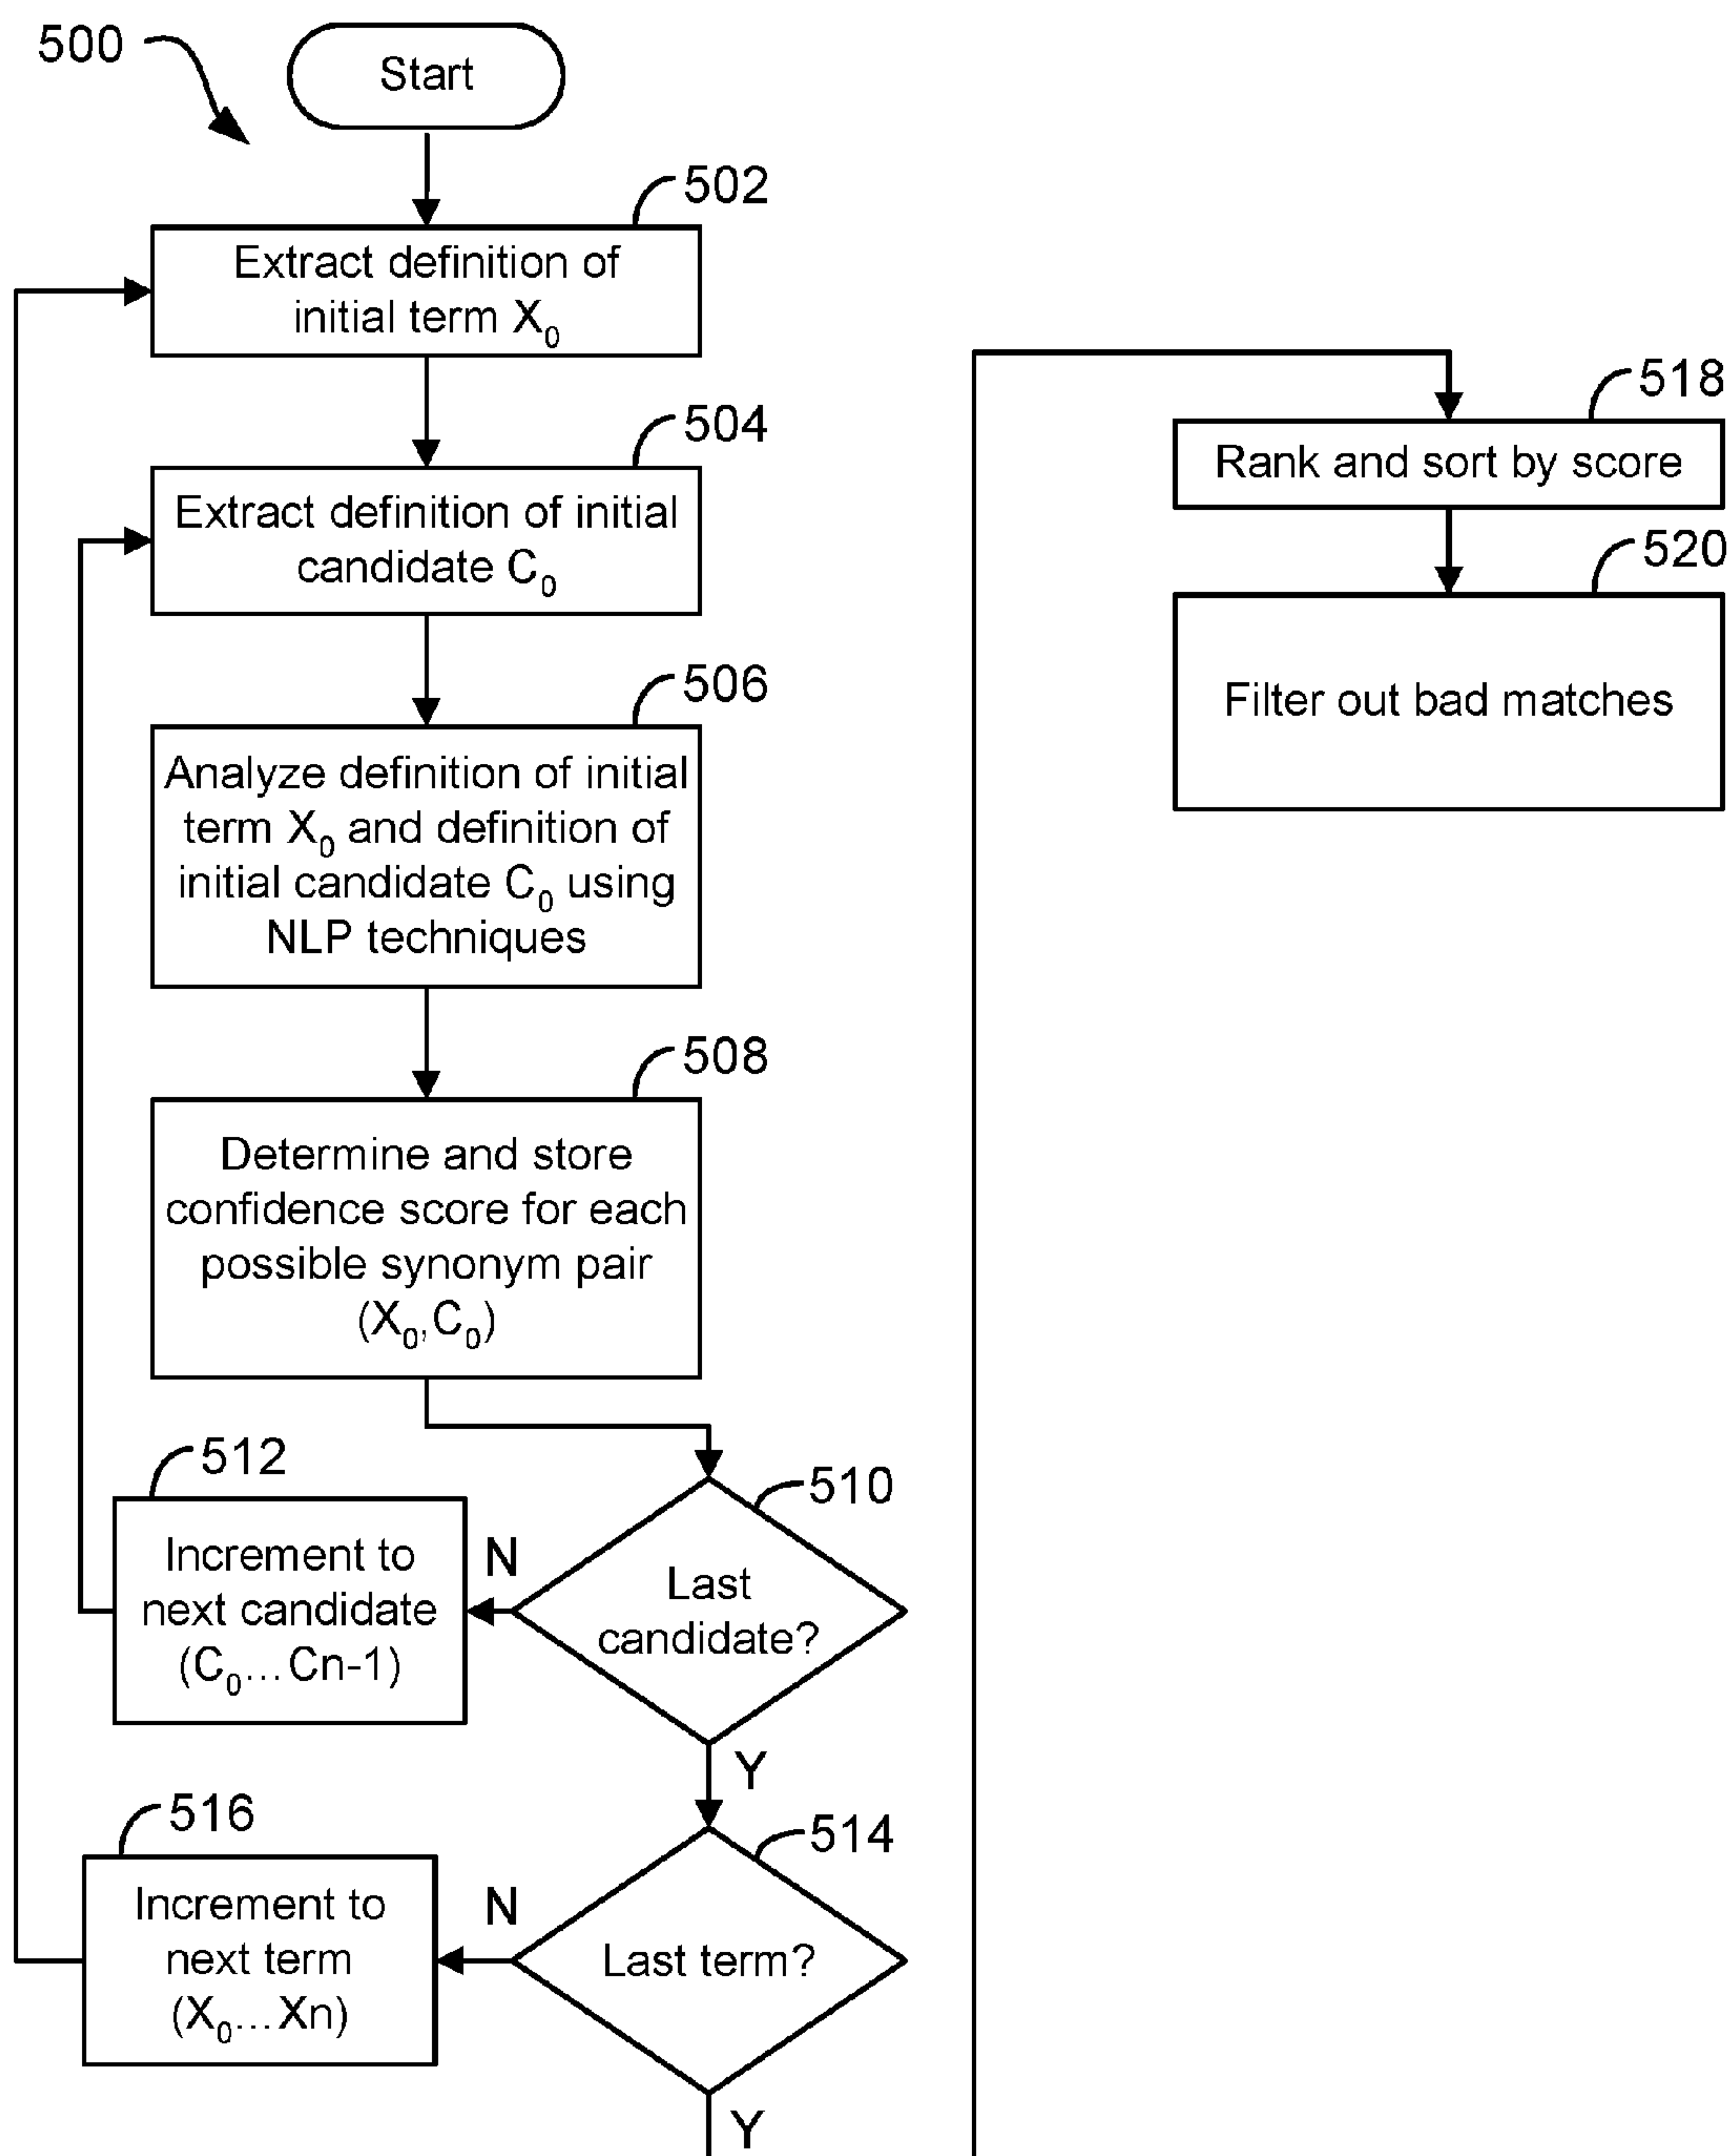 500
Start
502
Extract definition of
initial term X₀
504
Extract definition of initial
candidate C₀
506
Analyze definition of initial
term X₀ and definition of
initial candidate C₀ using
NLP techniques
508
Determine and store
confidence score for each
possible synonym pair
(X₀,C₀)
510
Last
candidate?
N
512
Increment to
next candidate
(C₀...Cn-1)
Y
514
Last term?
N
516
Increment to
next term
(X₀...Xn)
Y
518
Rank and sort by score
520
Filter out bad matches